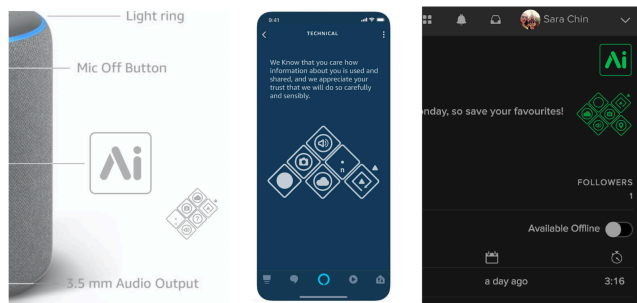 Light ring
Mic Off Button
Ai
3.5 mm Audio Output
9:41
TECHNICAL
We Know that you care how
information about you is used and
shared, and we appreciate your
trust that we will do so carefully
and sensibly.
n
Sara Chin
Ai
nday, so save your favourites!
FOLLOWERS
1
Available Offline
a day ago
3:16